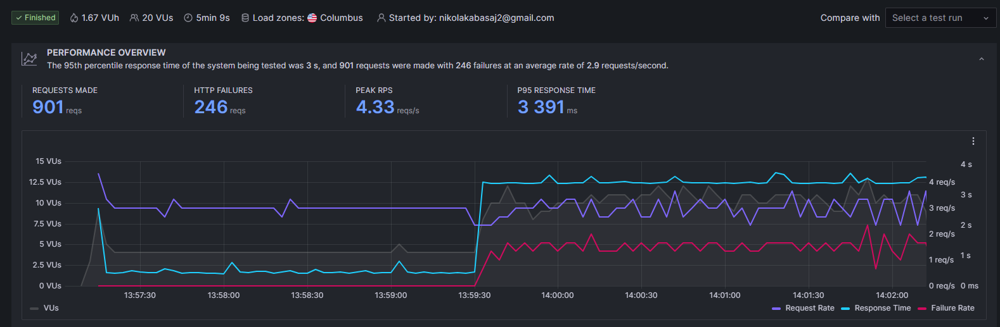 Finished 1.67 VUh 20 VUs 5min 9s Load zones: Columbus Started by: nikolakabasaj2@gmail.com Compare with Select a test run
PERFORMANCE OVERVIEW
The 95th percentile response time of the system being tested was 3 s, and 901 requests were made with 246 failures at an average rate of 2.9 requests/second.
REQUESTS MADE HTTP FAILURES PEAK RPS P95 RESPONSE TIME
901 reqs 246 reqs 4.33 reqs/s 3 391 ms
15 VUs 4 s
12.5 VUs 4 req/s
10 VUs 3 s
3 req/s
7.5 VUs 2 s
5 VUs 2 req/s
1 s
2.5 VUs 1 req/s
0 VUs 0 req/s 0 ms
13:57:30 13:58:00 13:58:30 13:59:00 13:59:30 14:00:00 14:00:30 14:01:00 14:01:30 14:02:00
VUs Request Rate Response Time Failure Rate